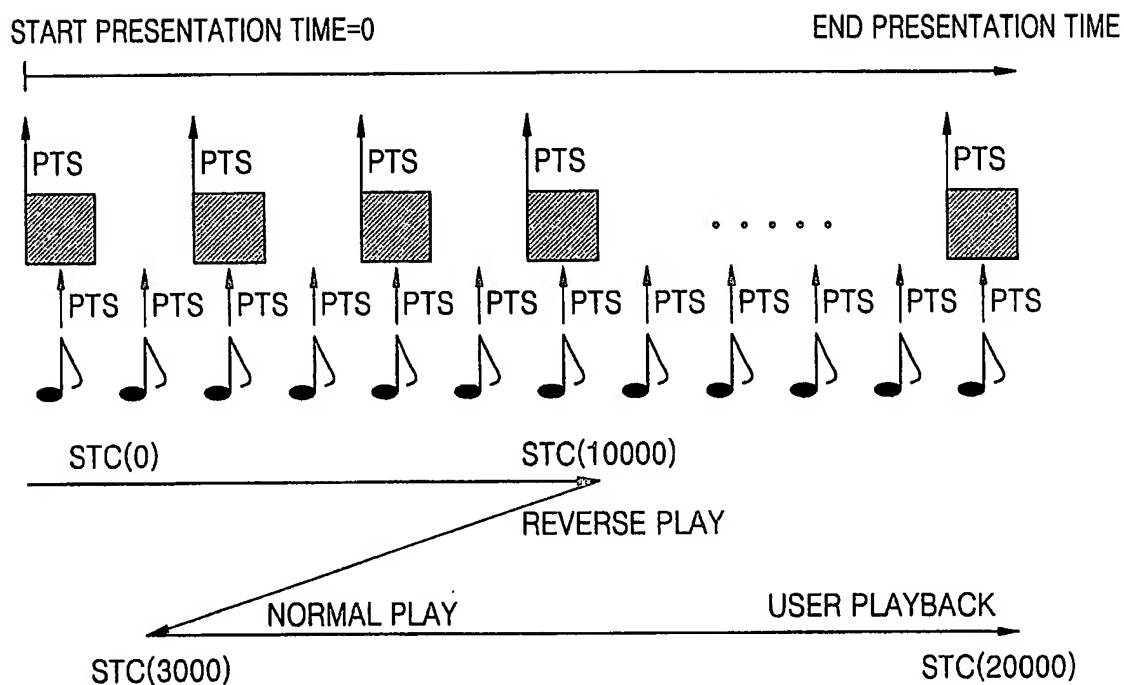 START PRESENTATION TIME=0 END PRESENTATION TIME
PTS PTS PTS PTS PTS
PTS PTS PTS PTS PTS PTS PTS PTS PTS PTS PTS PTS
STC(0) STC(10000)
REVERSE PLAY
NORMAL PLAY USER PLAYBACK
STC(3000) STC(20000)